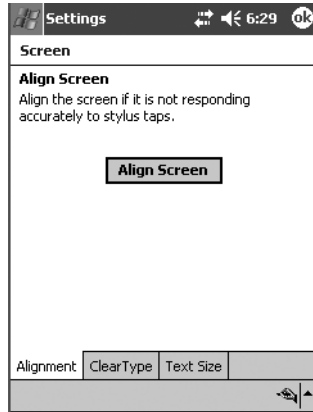 Settings 6:29 ok
Screen
Align Screen
Align the screen if it is not responding
accurately to stylus taps.
Align Screen
Alignment ClearType Text Size